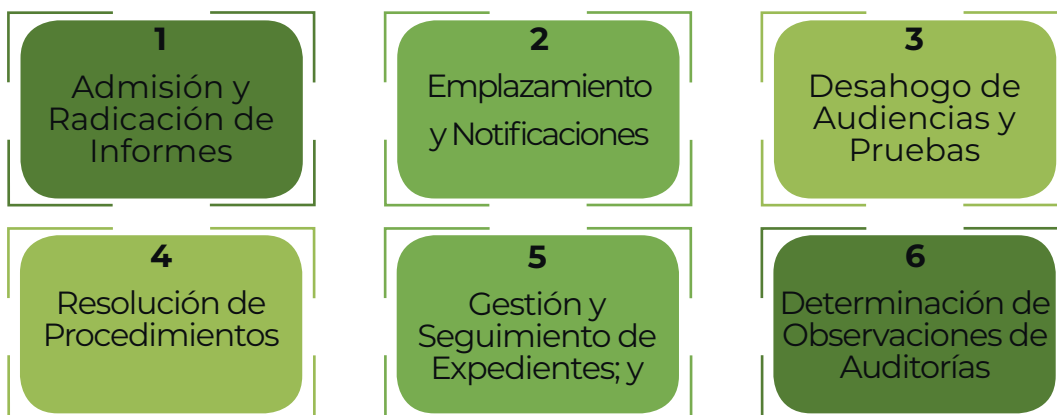 1
Admisión y
Radicación de
Informes
2
Emplazamiento
y Notificaciones
3
Desahogo de
Audiencias y
Pruebas
4
Resolución de
Procedimientos
5
Gestión y
Seguimiento de
Expedientes; y
6
Determinación de
Observaciones de
Auditorías